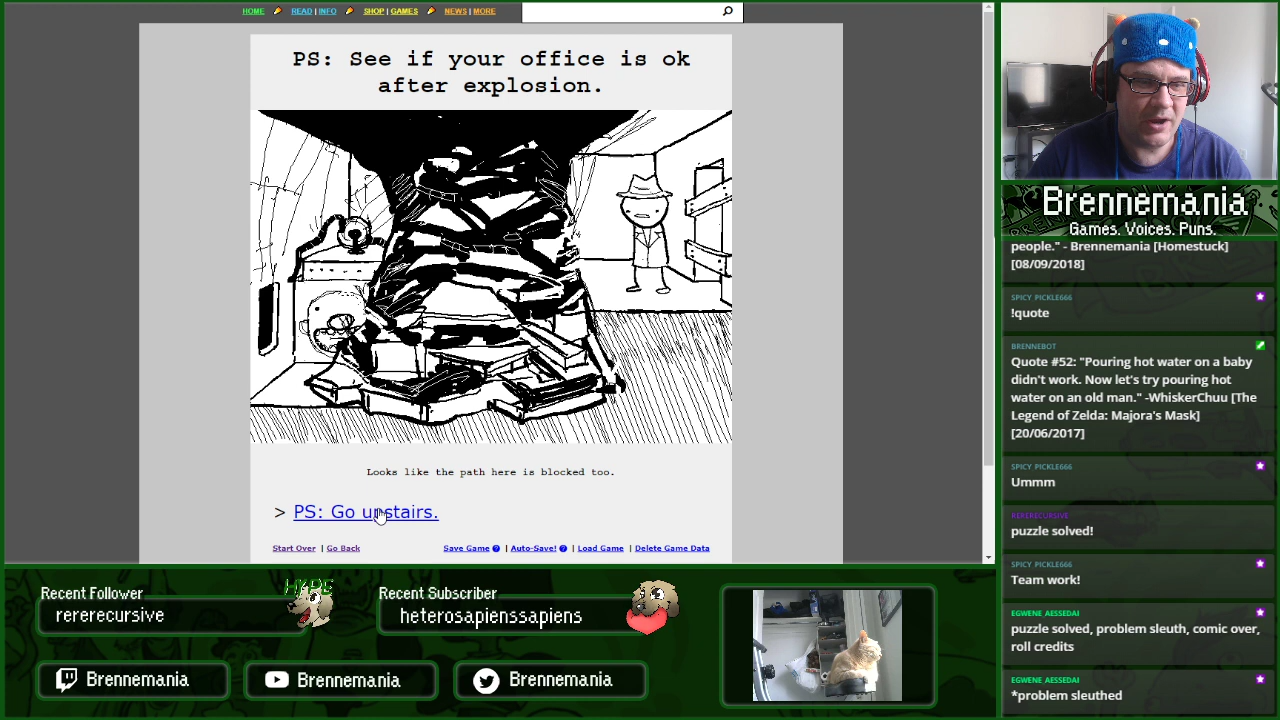 HOME READ | INFO SHOP | GAMES NEWS | MORE
PS: See if your office is ok
after explosion.
Looks like the path here is blocked too.
> PS: Go upstairs.
Start Over | Go Back Save Game ? | Auto-Save! ? | Load Game | Delete Game Data
Brennemania
Games. Voices. Puns.
people." - Brennemania [Homestuck]
[08/09/2018]
SPICY PICKLE666
!quote
BRENNEBOT
Quote #52: "Pouring hot water on a baby
didn't work. Now let's try pouring hot
water on an old man." -WhiskerChuu [The
Legend of Zelda: Majora's Mask]
[20/06/2017]
SPICY PICKLE666
Ummm
RERERECURSIVE
puzzle solved!
SPICY PICKLE666
Team work!
EGWENE_AESSEDAI
puzzle solved, problem sleuth, comic over,
roll credits
EGWENE_AESSEDAI
*problem sleuthed
Recent Follower
rererecursive
HYPE
Recent Subscriber
heterosapienssapiens
Brennemania
Brennemania
Brennemania